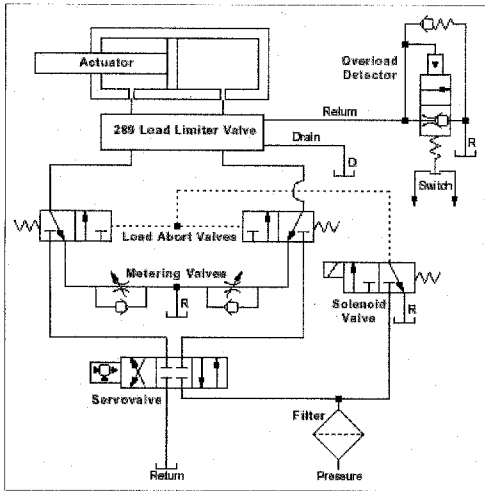 Actuator
Overload
Detector
289 Load Limiter Valve
Return
Drain
D
R
Switch
Load Abort Valves
Metering Valves
R
Solenoid
Valve
R
Servovalve
Filter
Return
Pressure